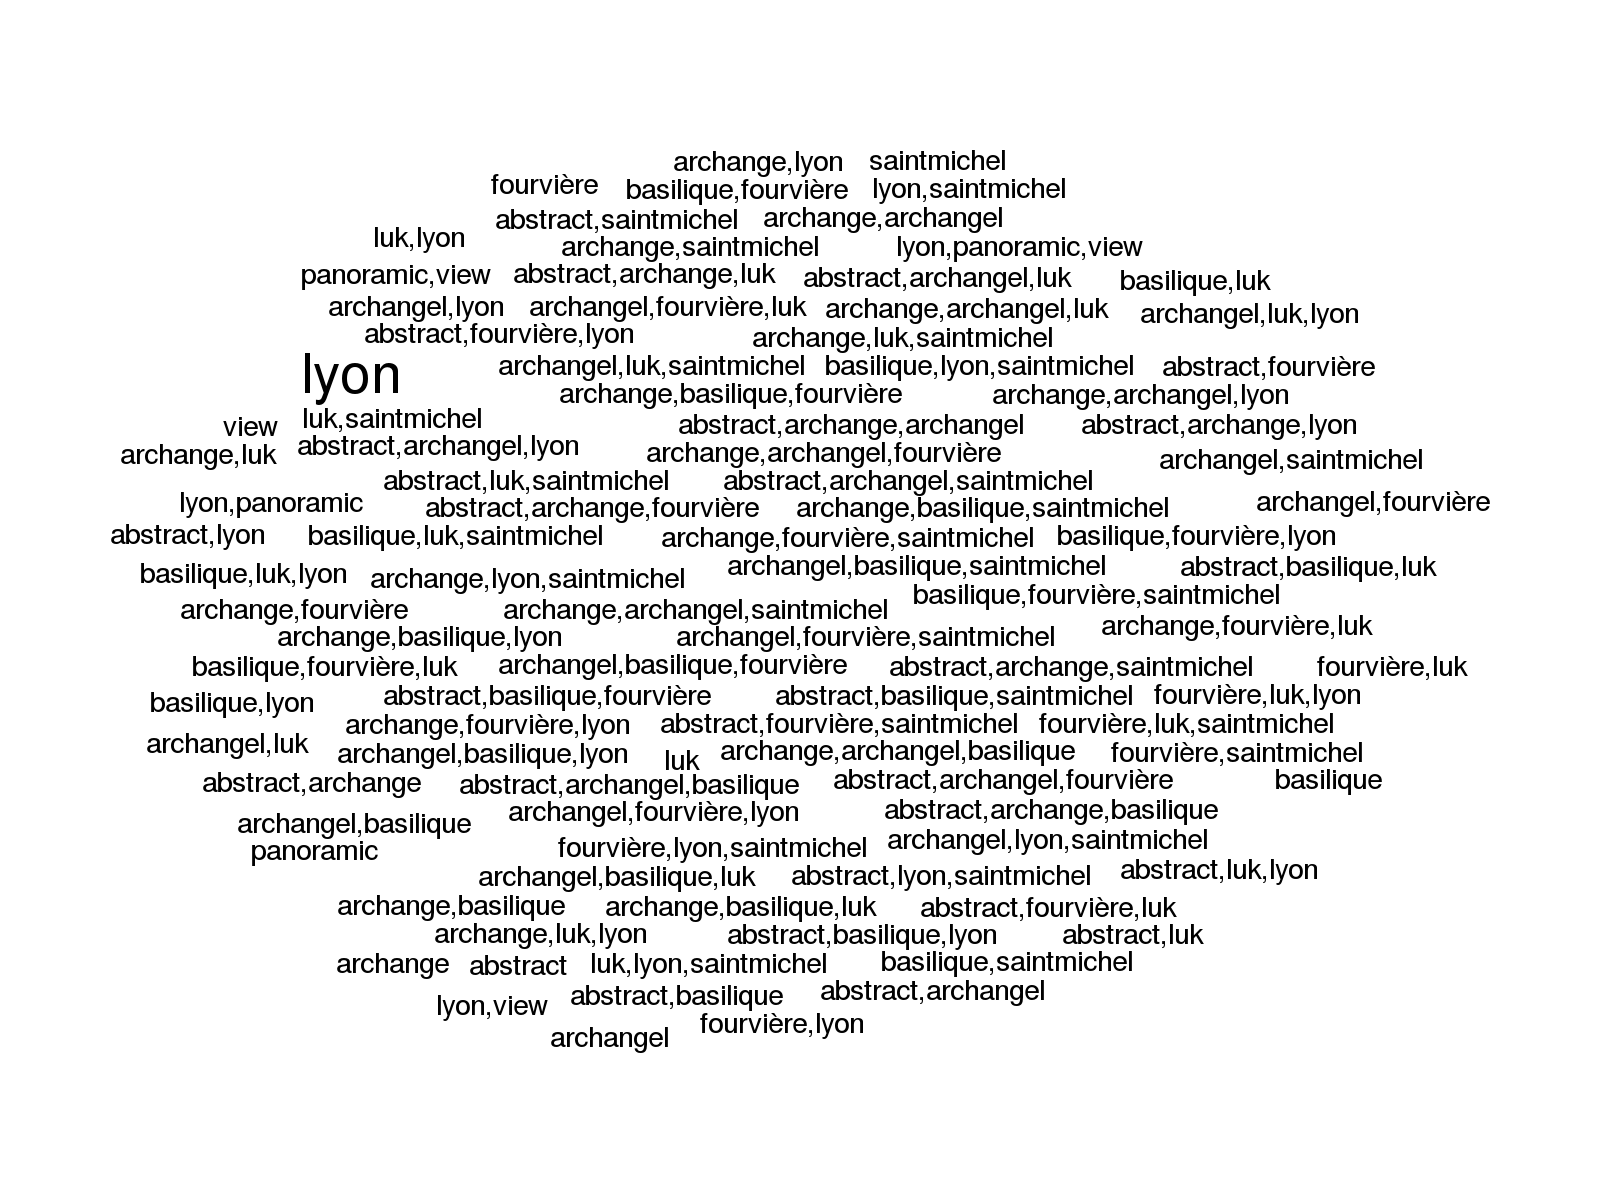 archange,lyon saintmichel
fourvière basilique,fourvière lyon,saintmichel
abstract,saintmichel archange,archangel
luk,lyon archange,saintmichel lyon,panoramic,view
panoramic,view abstract,archange,luk abstract,archangel,luk basilique,luk
archangel,lyon archangel,fourvière,luk archange,archangel,luk archangel,luk,lyon
abstract,fourvière,lyon archange,luk,saintmichel
lyon archangel,luk,saintmichel basilique,lyon,saintmichel abstract,fourvière
archange,basilique,fourvière archange,archangel,lyon
view luk,saintmichel abstract,archange,archangel abstract,archange,lyon
archange,luk abstract,archangel,lyon archange,archangel,fourvière archangel,saintmichel
abstract,luk,saintmichel abstract,archangel,saintmichel
lyon,panoramic abstract,archange,fourvière archange,basilique,saintmichel archangel,fourvière
abstract,lyon basilique,luk,saintmichel archange,fourvière,saintmichel basilique,fourvière,lyon
basilique,luk,lyon archange,lyon,saintmichel archangel,basilique,saintmichel abstract,basilique,luk
archange,fourvière archange,archangel,saintmichel basilique,fourvière,saintmichel
archange,basilique,lyon archangel,fourvière,saintmichel archange,fourvière,luk
basilique,fourvière,luk archangel,basilique,fourvière abstract,archange,saintmichel fourvière,luk
basilique,lyon abstract,basilique,fourvière abstract,basilique,saintmichel fourvière,luk,lyon
archange,fourvière,lyon abstract,fourvière,saintmichel fourvière,luk,saintmichel
archangel,luk archangel,basilique,lyon luk archange,archangel,basilique fourvière,saintmichel
abstract,archange abstract,archangel,basilique abstract,archangel,fourvière basilique
archangel,basilique archangel,fourvière,lyon abstract,archange,basilique
panoramic fourvière,lyon,saintmichel archangel,lyon,saintmichel
archangel,basilique,luk abstract,lyon,saintmichel abstract,luk,lyon
archange,basilique archange,basilique,luk abstract,fourvière,luk
archange,luk,lyon abstract,basilique,lyon abstract,luk
archange abstract luk,lyon,saintmichel basilique,saintmichel
lyon,view abstract,basilique abstract,archangel
archangel fourvière,lyon